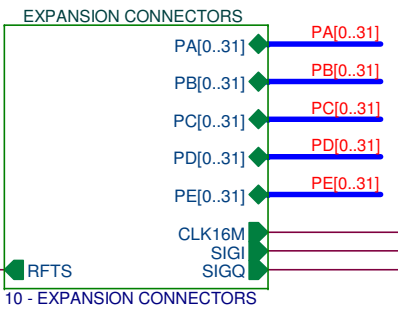 EXPANSION CONNECTORS
PA[0..31] PA[0..31]
PB[0..31] PB[0..31]
PC[0..31] PC[0..31]
PD[0..31] PD[0..31]
PE[0..31] PE[0..31]
CLK16M
SIGI
RFTS SIGQ
10 - EXPANSION CONNECTORS